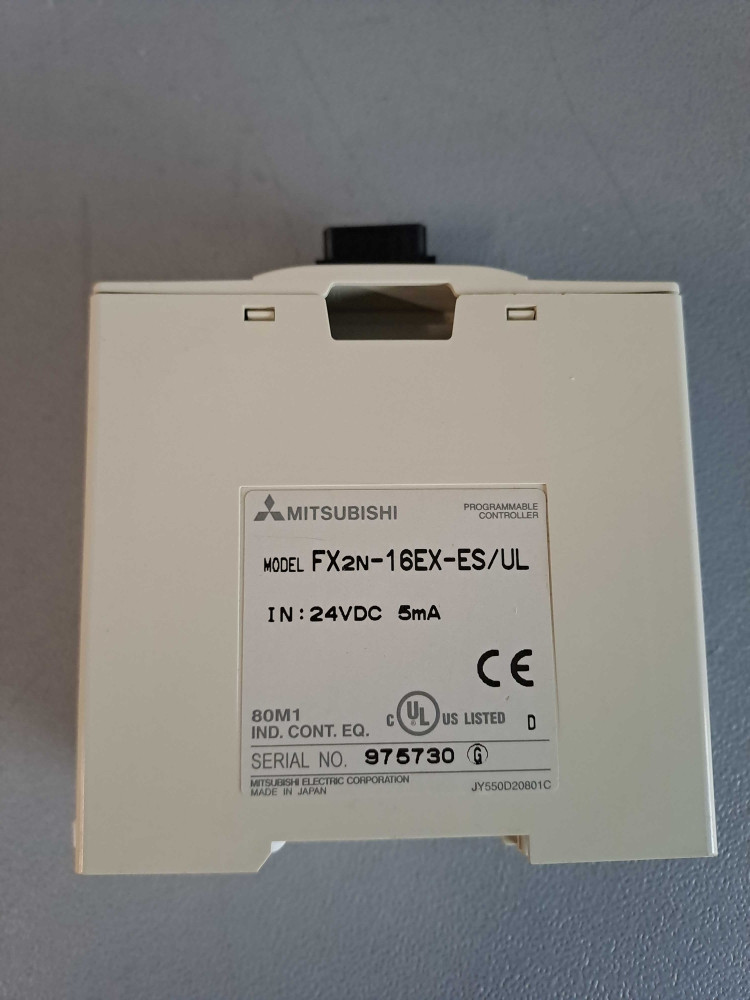 MITSUBISHI
PROGRAMMABLE
CONTROLLER
MODEL FX2N-16EX-ES/UL
IN:24VDC 5mA
CE
80M1
IND. CONT. EQ.
C UL ® US LISTED D
SERIAL NO. 975730 G
MITSUBISHI ELECTRIC CORPORATION
MADE IN JAPAN
JY550D20801C